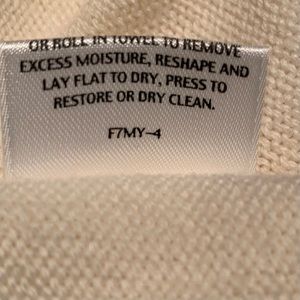 OR ROLL IN TOWEL TO REMOVE
EXCESS MOISTURE, RESHAPE AND
LAY FLAT TO DRY, PRESS TO
RESTORE OR DRY CLEAN.
F7MY-4